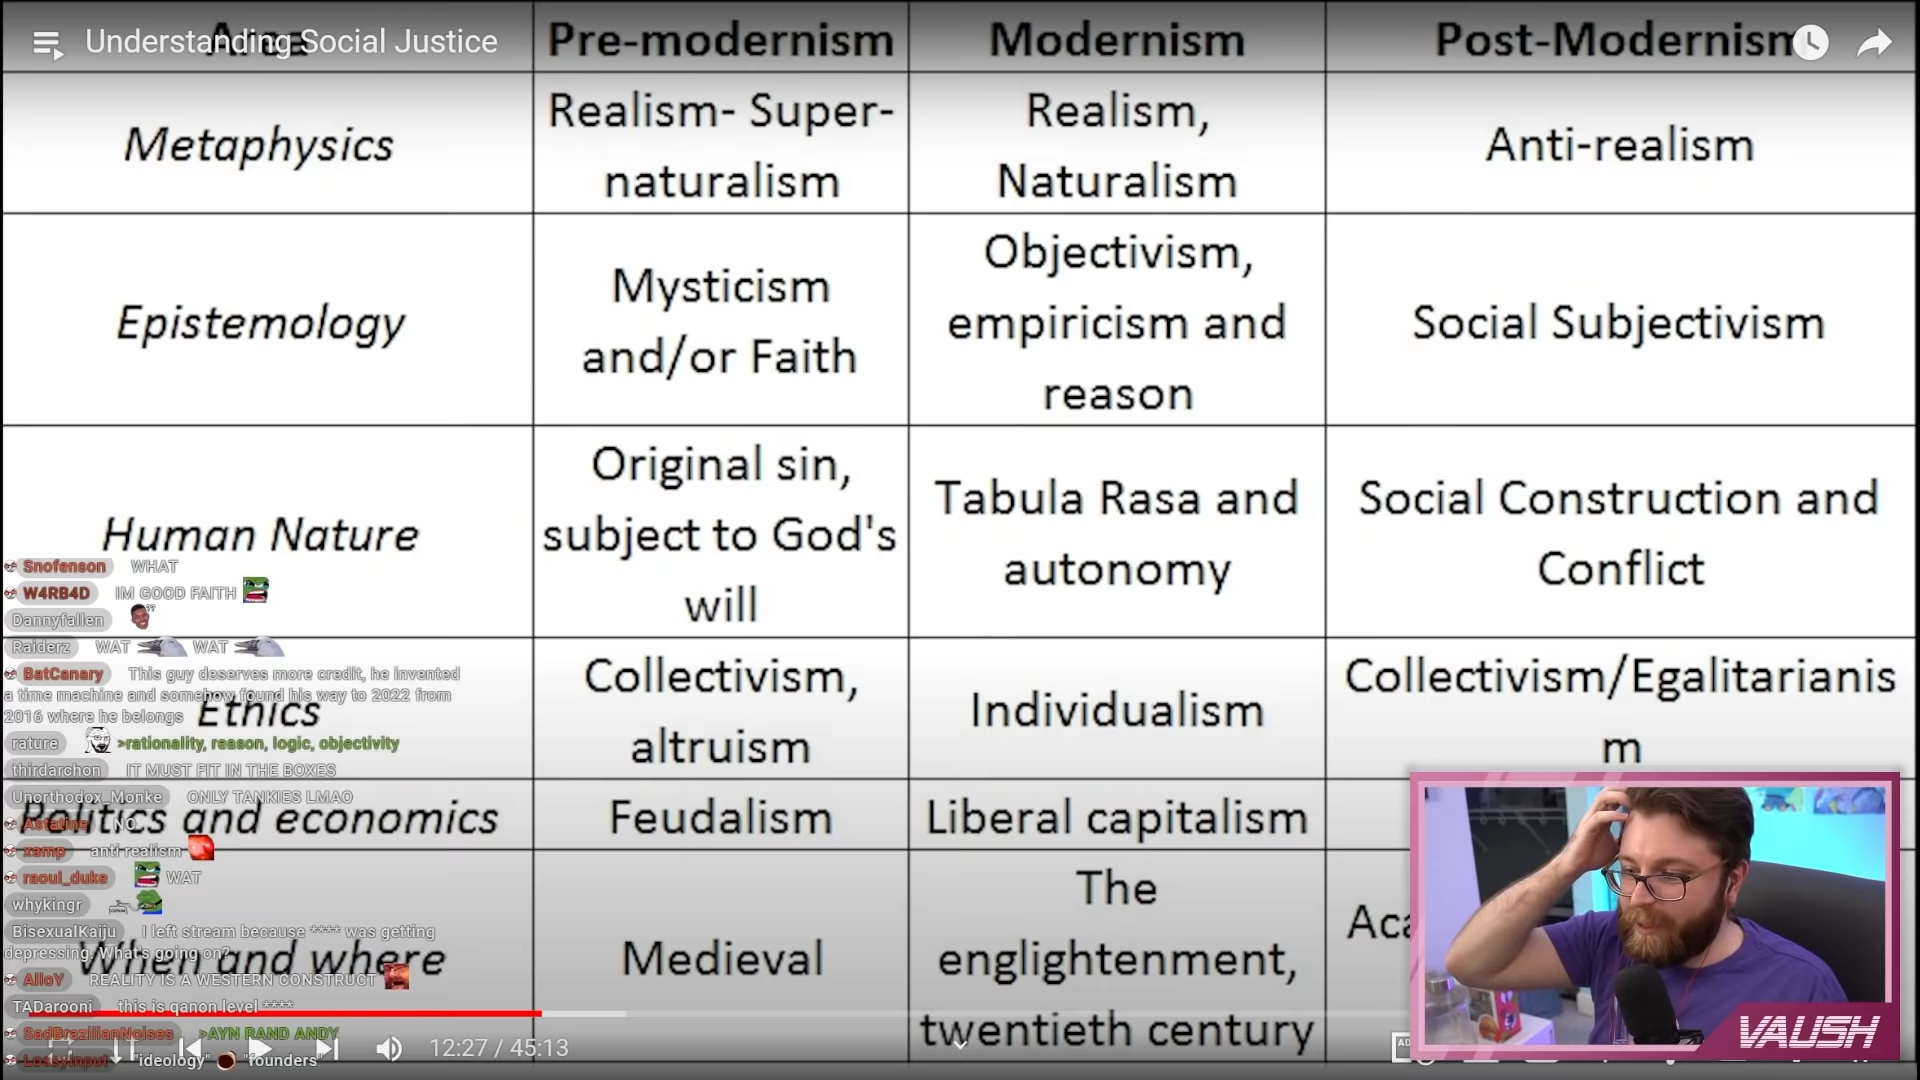 Understanding Social Justice
Pre-modernism
Modernism
Post-Modernism
Metaphysics
Realism- Super-
naturalism
Realism,
Naturalism
Anti-realism
Epistemology
Mysticism
and/or Faith
Objectivism,
empiricism and
reason
Social Subjectivism
Human Nature
Original sin,
subject to God's
will
Tabula Rasa and
autonomy
Social Construction and
Conflict
Ethics
Collectivism,
altruism
Individualism
Collectivism/Egalitarianis
m
Politics and economics
Feudalism
Liberal capitalism
When and where
Medieval
The
englightenment,
twentieth century
Aca
Snofenson WHAT
W4RB4D IM GOOD FAITH
Dannyfallen
Raiderz WAT WAT
BatCanary This guy deserves more credit, he invented
a time machine and somehow found his way to 2022 from
2016 where he belongs
rature >rationality, reason, logic, objectivity
thirdarchon IT MUST FIT IN THE BOXES
Unorthodox_Monke ONLY TANKIES LMAO
Astatine NO
xamp anti realism
raoul_duke WAT
whykingr
BisexualKaiju I left stream because **** was getting
depressing. What's going on?
AlloY REALITY IS A WESTERN CONSTRUCT
TADarooni this is qanon level ****
SadBrazilianNoises >AYN RAND ANDY
LossyInput "ideology" "founders"
12:27 / 45:13
VAUSH